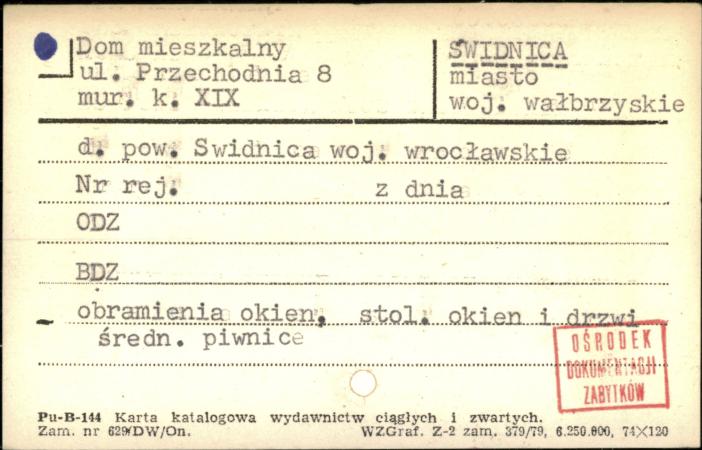 Dom mieszkalny
ul. Przechodnia 8
mur. k. XIX
SWIDNICA
miasto
woj. wałbrzyskie
d. pow. Swidnica woj. wrocławskie
Nr rej. z dnia
ODZ
BDZ
obramienia okien, stol. okien i drzwi
średn. piwnice
OŚRODEK
DOKUMENTACJI
ZABYTKÓW
Pu-B-144 Karta katalogowa wydawnictw ciągłych i zwartych.
Zam. nr 629/DW/On. WZGraf. Z-2 zam. 379/79, 6.250.000, 74×120